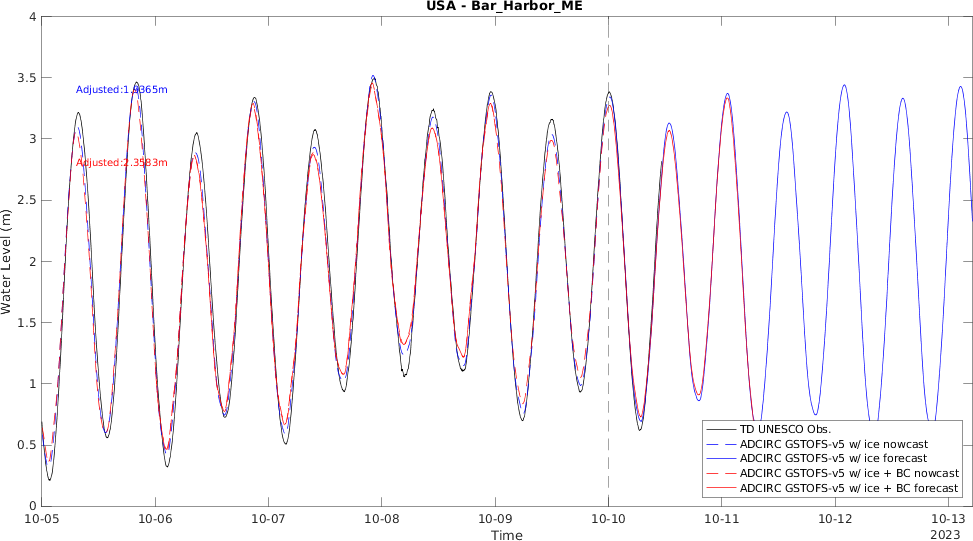 USA - Bar_Harbor_ME
4
3.5
3
2.5
2
1.5
1
0.5
0
Water Level (m)
Adjusted:1.9365m
Adjusted:2.3583m
TD UNESCO Obs.
ADCIRC GSTOFS-v5 w/ ice nowcast
ADCIRC GSTOFS-v5 w/ ice forecast
ADCIRC GSTOFS-v5 w/ ice + BC nowcast
ADCIRC GSTOFS-v5 w/ ice + BC forecast
10-05 10-06 10-07 10-08 10-09 10-10 10-11 10-12 10-13
2023
Time